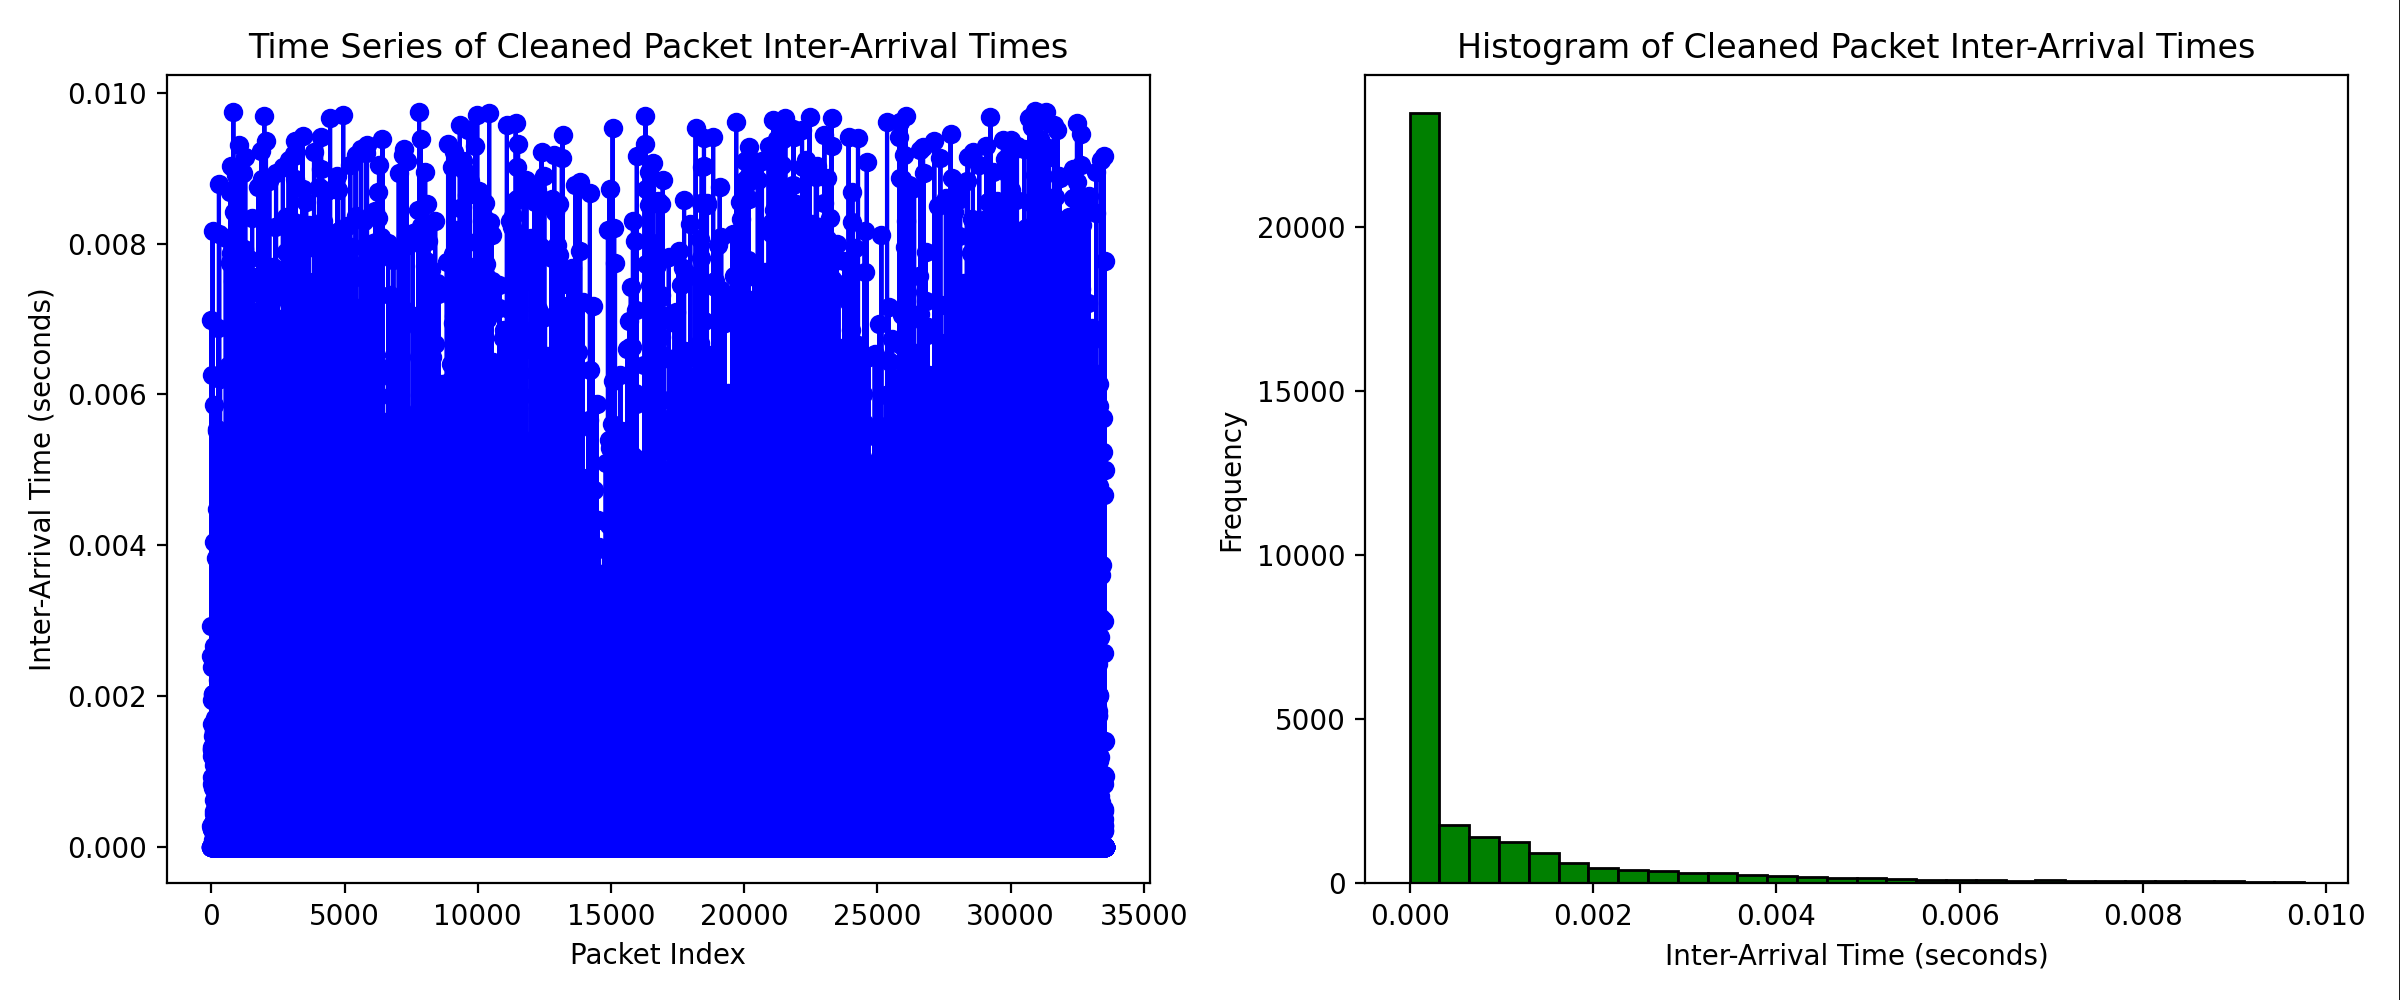 Time Series of Cleaned Packet Inter-Arrival Times
0.010
0.008
0.006
0.004
0.002
0.000
Inter-Arrival Time (seconds)
0 5000 10000 15000 20000 25000 30000 35000
Packet Index
Histogram of Cleaned Packet Inter-Arrival Times
20000
15000
10000
5000
0
Frequency
0.000 0.002 0.004 0.006 0.008 0.010
Inter-Arrival Time (seconds)